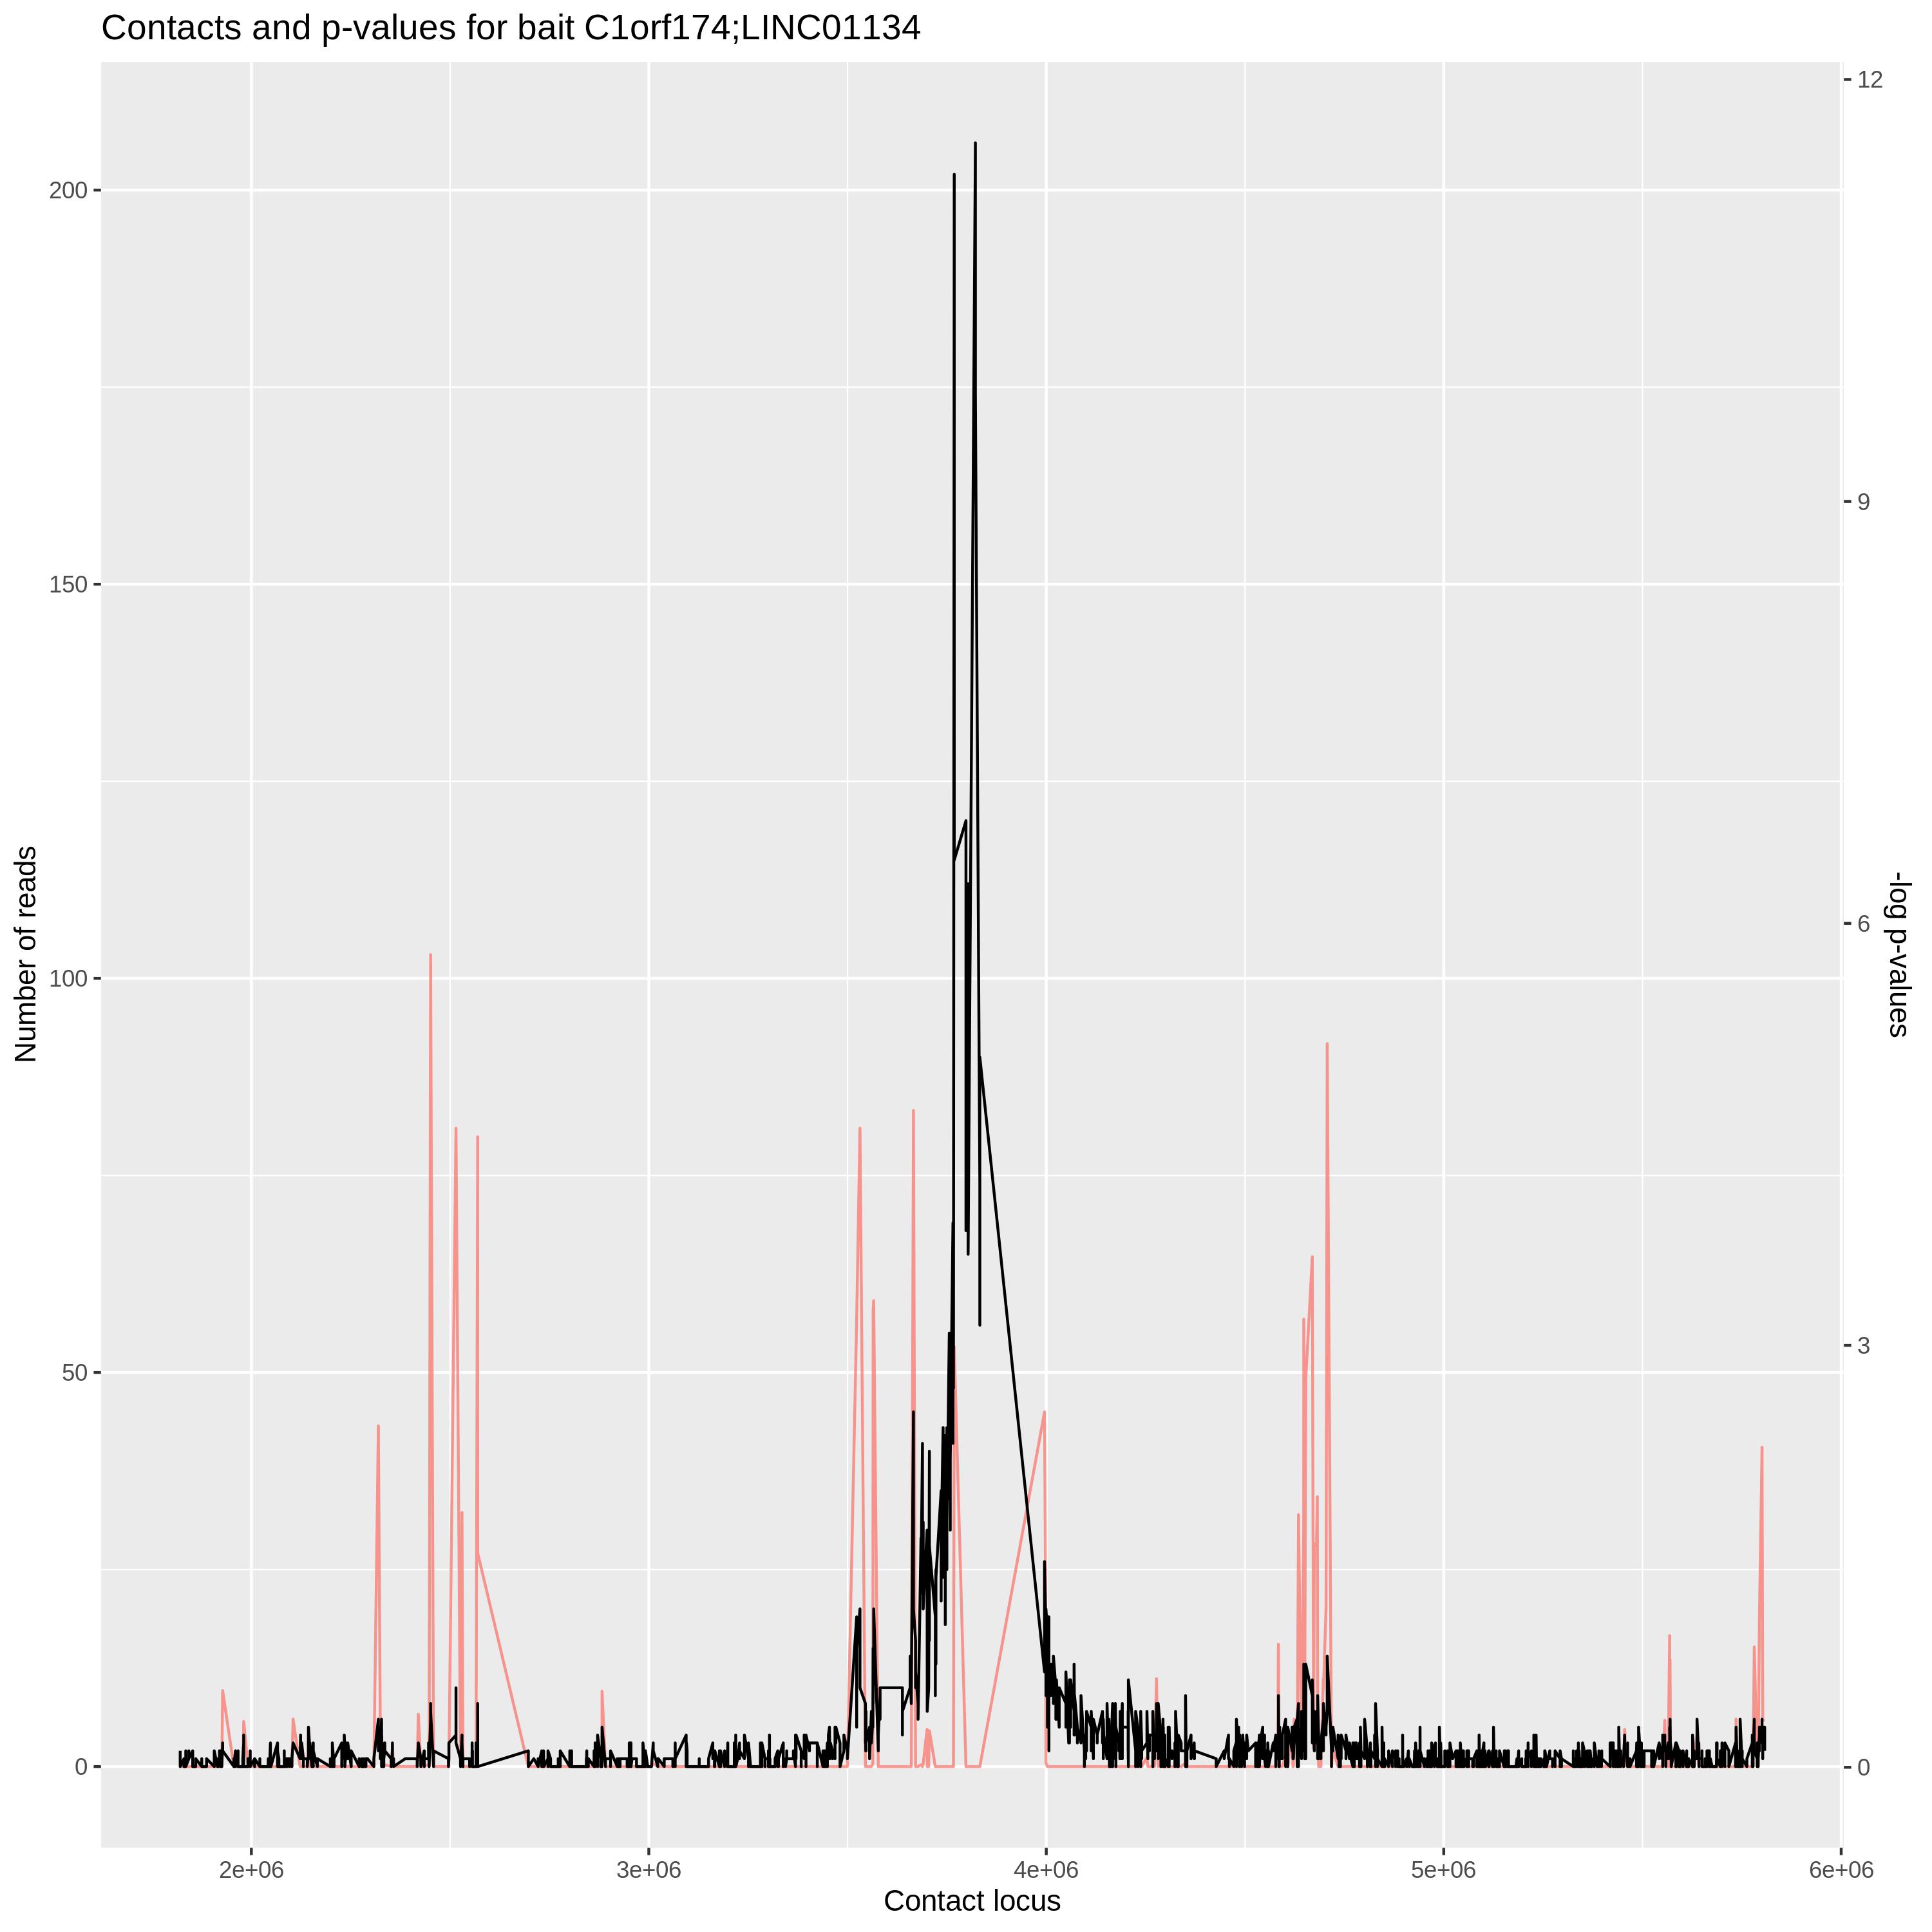 Contacts and p-values for bait C1orf174;LINC01134
Number of reads
200
150
100
50
0
12
9
6
3
0
-log p-values
2e+06
3e+06
4e+06
5e+06
6e+06
Contact locus